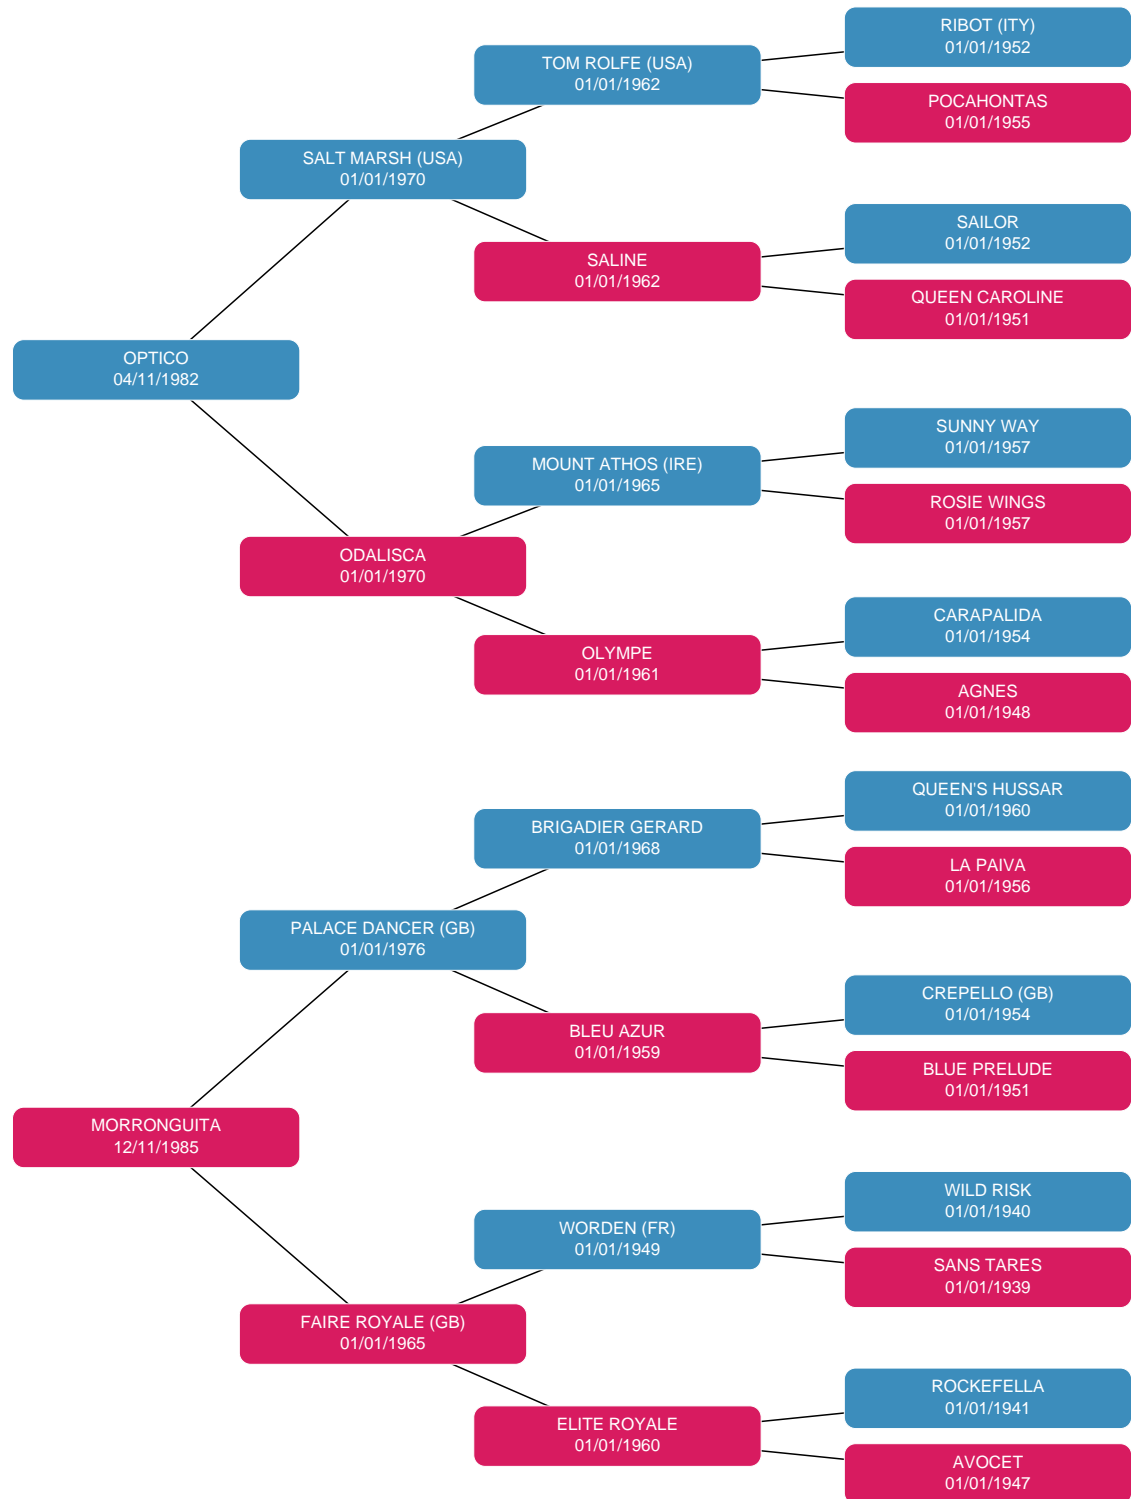 RIBOT (ITY)
01/01/1952
TOM ROLFE (USA)
01/01/1962
POCAHONTAS
01/01/1955
SALT MARSH (USA)
01/01/1970
SAILOR
01/01/1952
SALINE
01/01/1962
QUEEN CAROLINE
01/01/1951
OPTICO
04/11/1982
SUNNY WAY
01/01/1957
MOUNT ATHOS (IRE)
01/01/1965
ROSIE WINGS
01/01/1957
ODALISCA
01/01/1970
CARAPALIDA
01/01/1954
OLYMPE
01/01/1961
AGNES
01/01/1948
QUEEN'S HUSSAR
01/01/1960
BRIGADIER GERARD
01/01/1968
LA PAIVA
01/01/1956
PALACE DANCER (GB)
01/01/1976
CREPELLO (GB)
01/01/1954
BLEU AZUR
01/01/1959
BLUE PRELUDE
01/01/1951
MORRONGUITA
12/11/1985
WILD RISK
01/01/1940
WORDEN (FR)
01/01/1949
SANS TARES
01/01/1939
FAIRE ROYALE (GB)
01/01/1965
ROCKEFELLA
01/01/1941
ELITE ROYALE
01/01/1960
AVOCET
01/01/1947